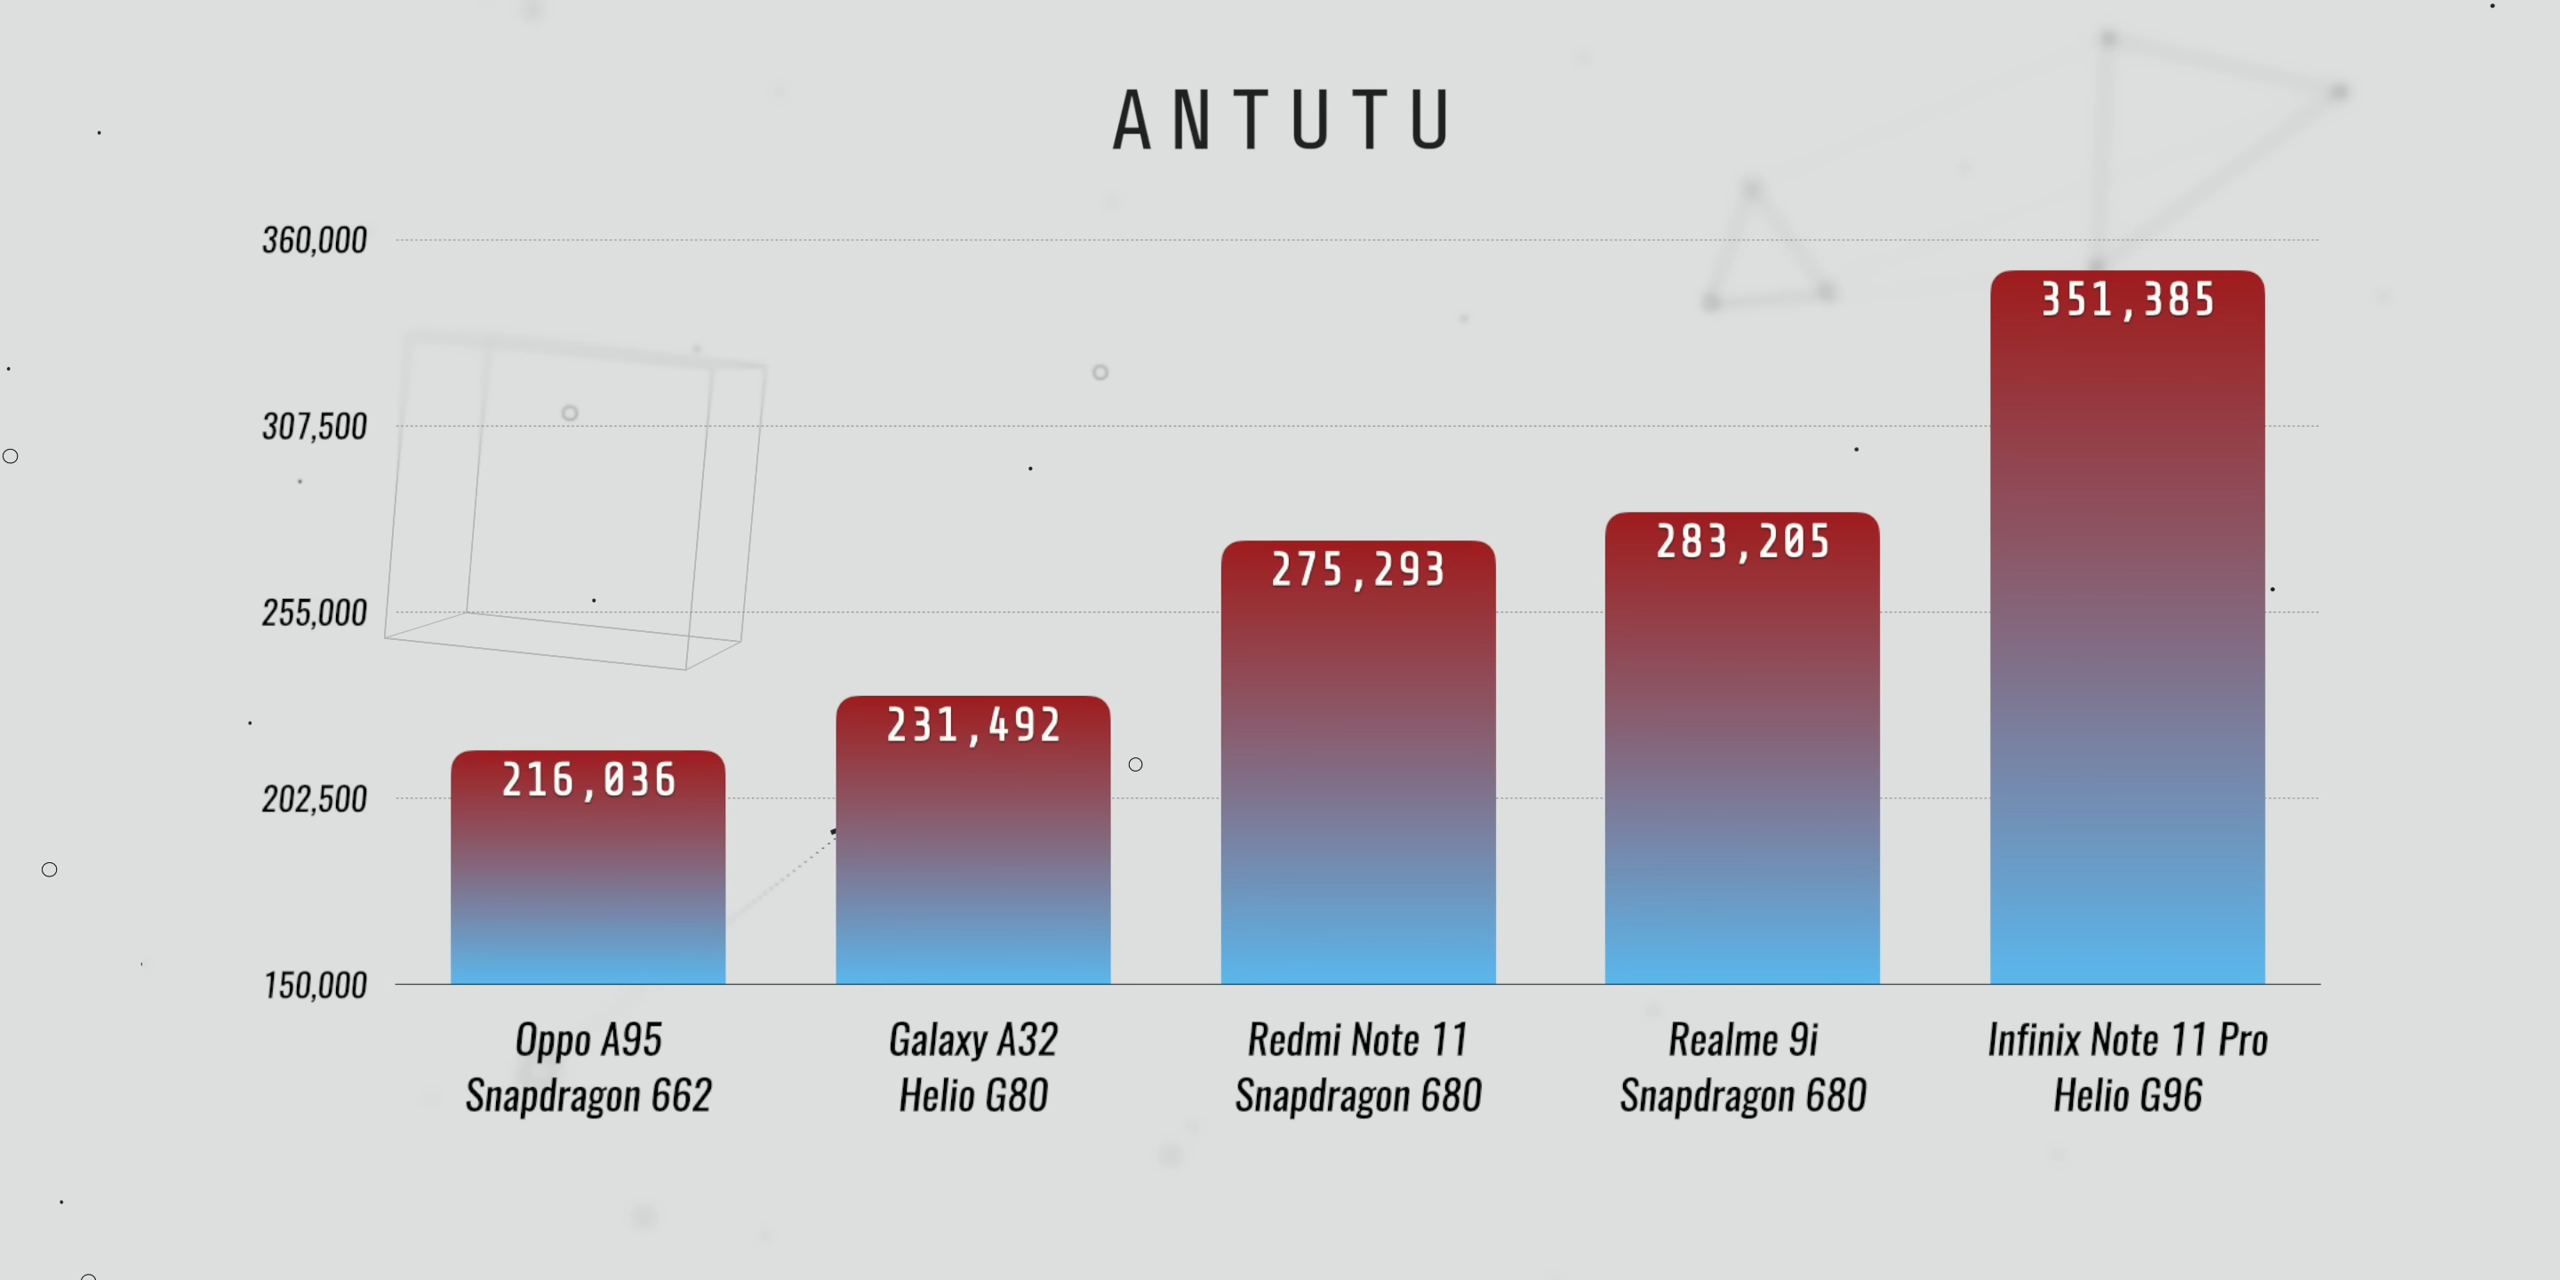 ANTUTU
360,000
307,500
255,000
202,500
150,000
216,036
231,492
275,293
283,205
351,385
Oppo A95
Snapdragon 662
Galaxy A32
Helio G80
Redmi Note 11
Snapdragon 680
Realme 9i
Snapdragon 680
Infinix Note 11 Pro
Helio G96